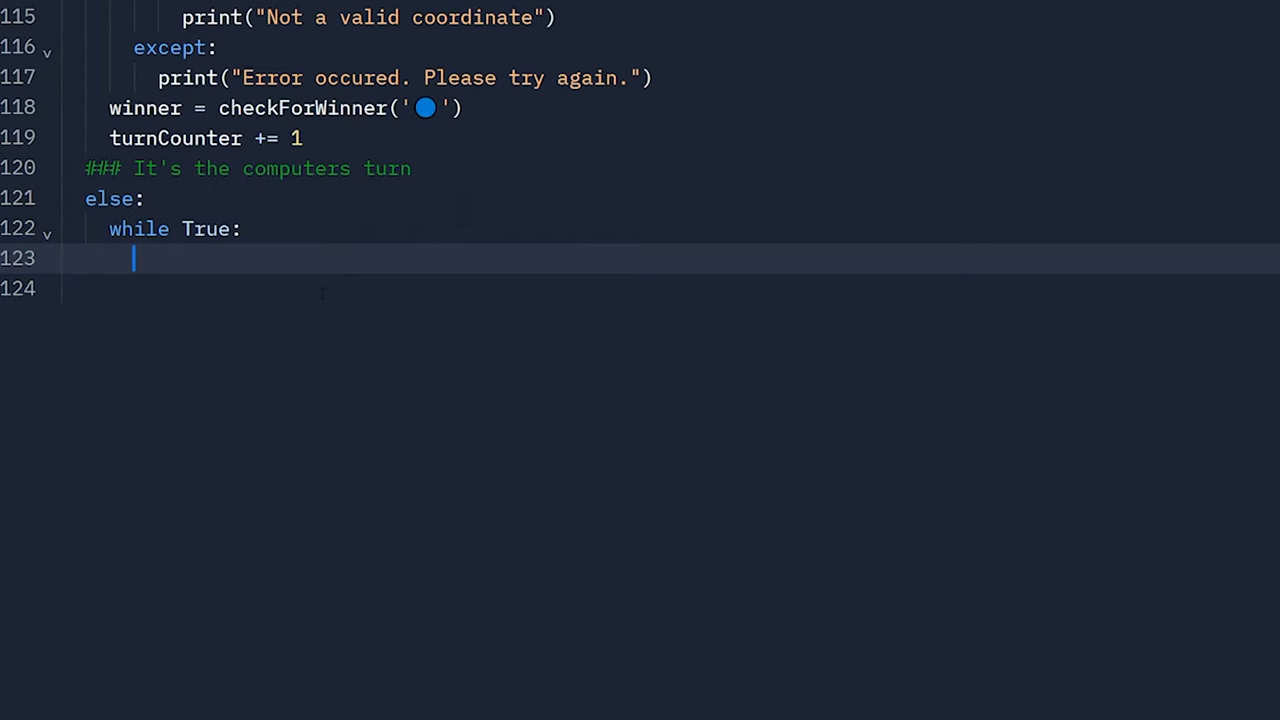 115 print("Not a valid coordinate")
116 except:
117 print("Error occured. Please try again.")
118 winner = checkForWinner('🔵')
119 turnCounter += 1
120 ### It's the computers turn
121 else:
122 while True:
123
124